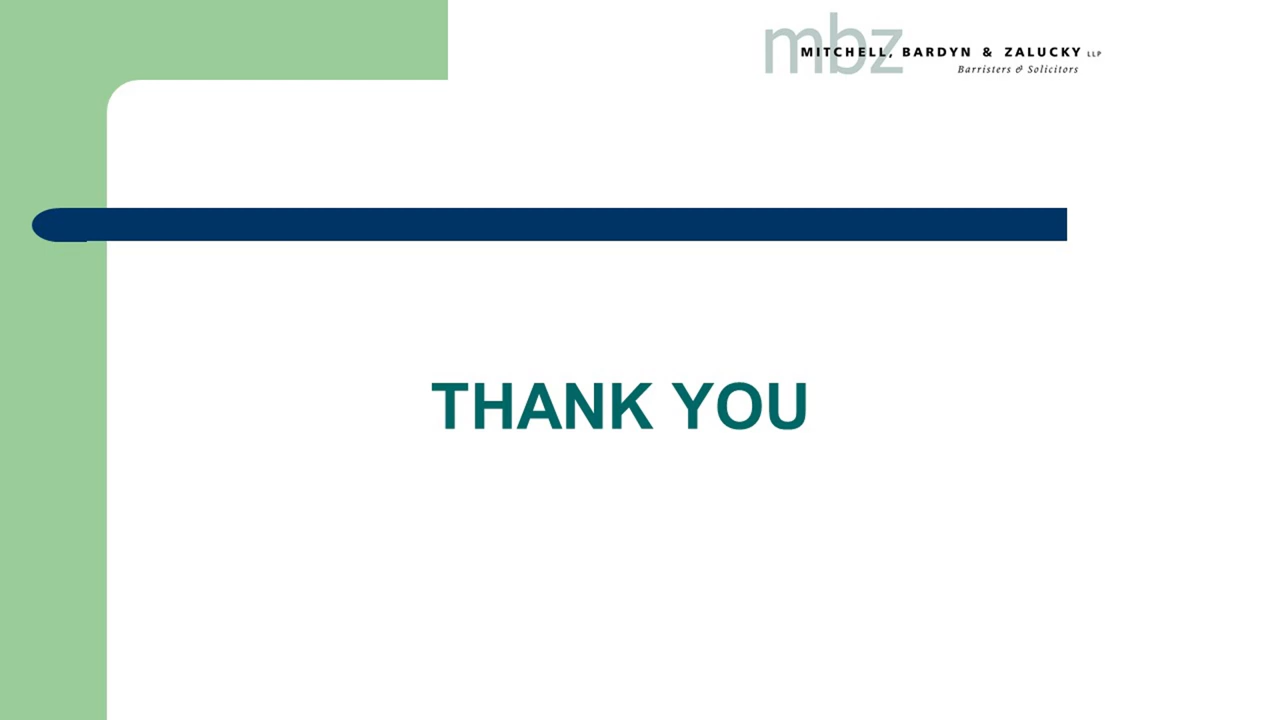 mbz
MITCHELL, BARDYN & ZALUCKY LLP
Barristers & Solicitors
THANK YOU